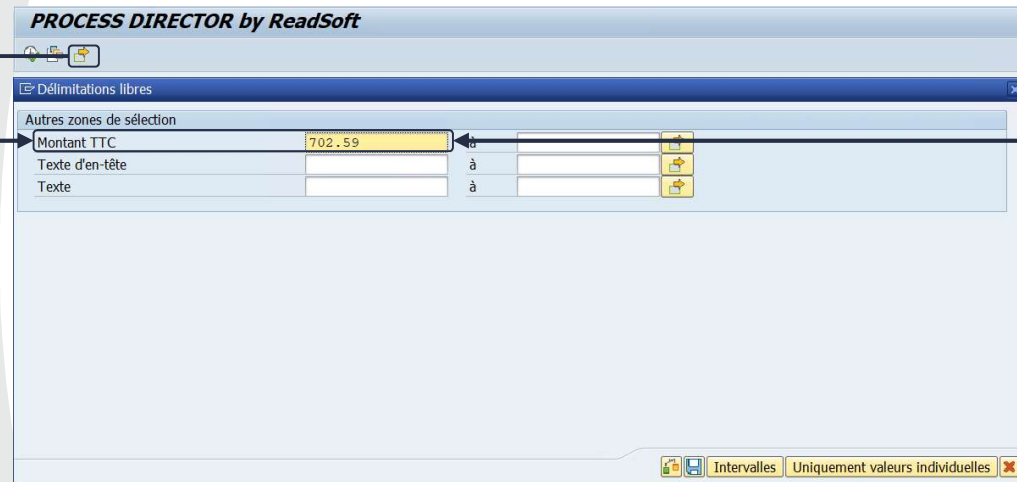 PROCESS DIRECTOR by ReadSoft
Délimitations libres
Autres zones de sélection
Montant TTC 702.59 à
Texte d'en-tête à
Texte à
Intervalles Uniquement valeurs individuelles